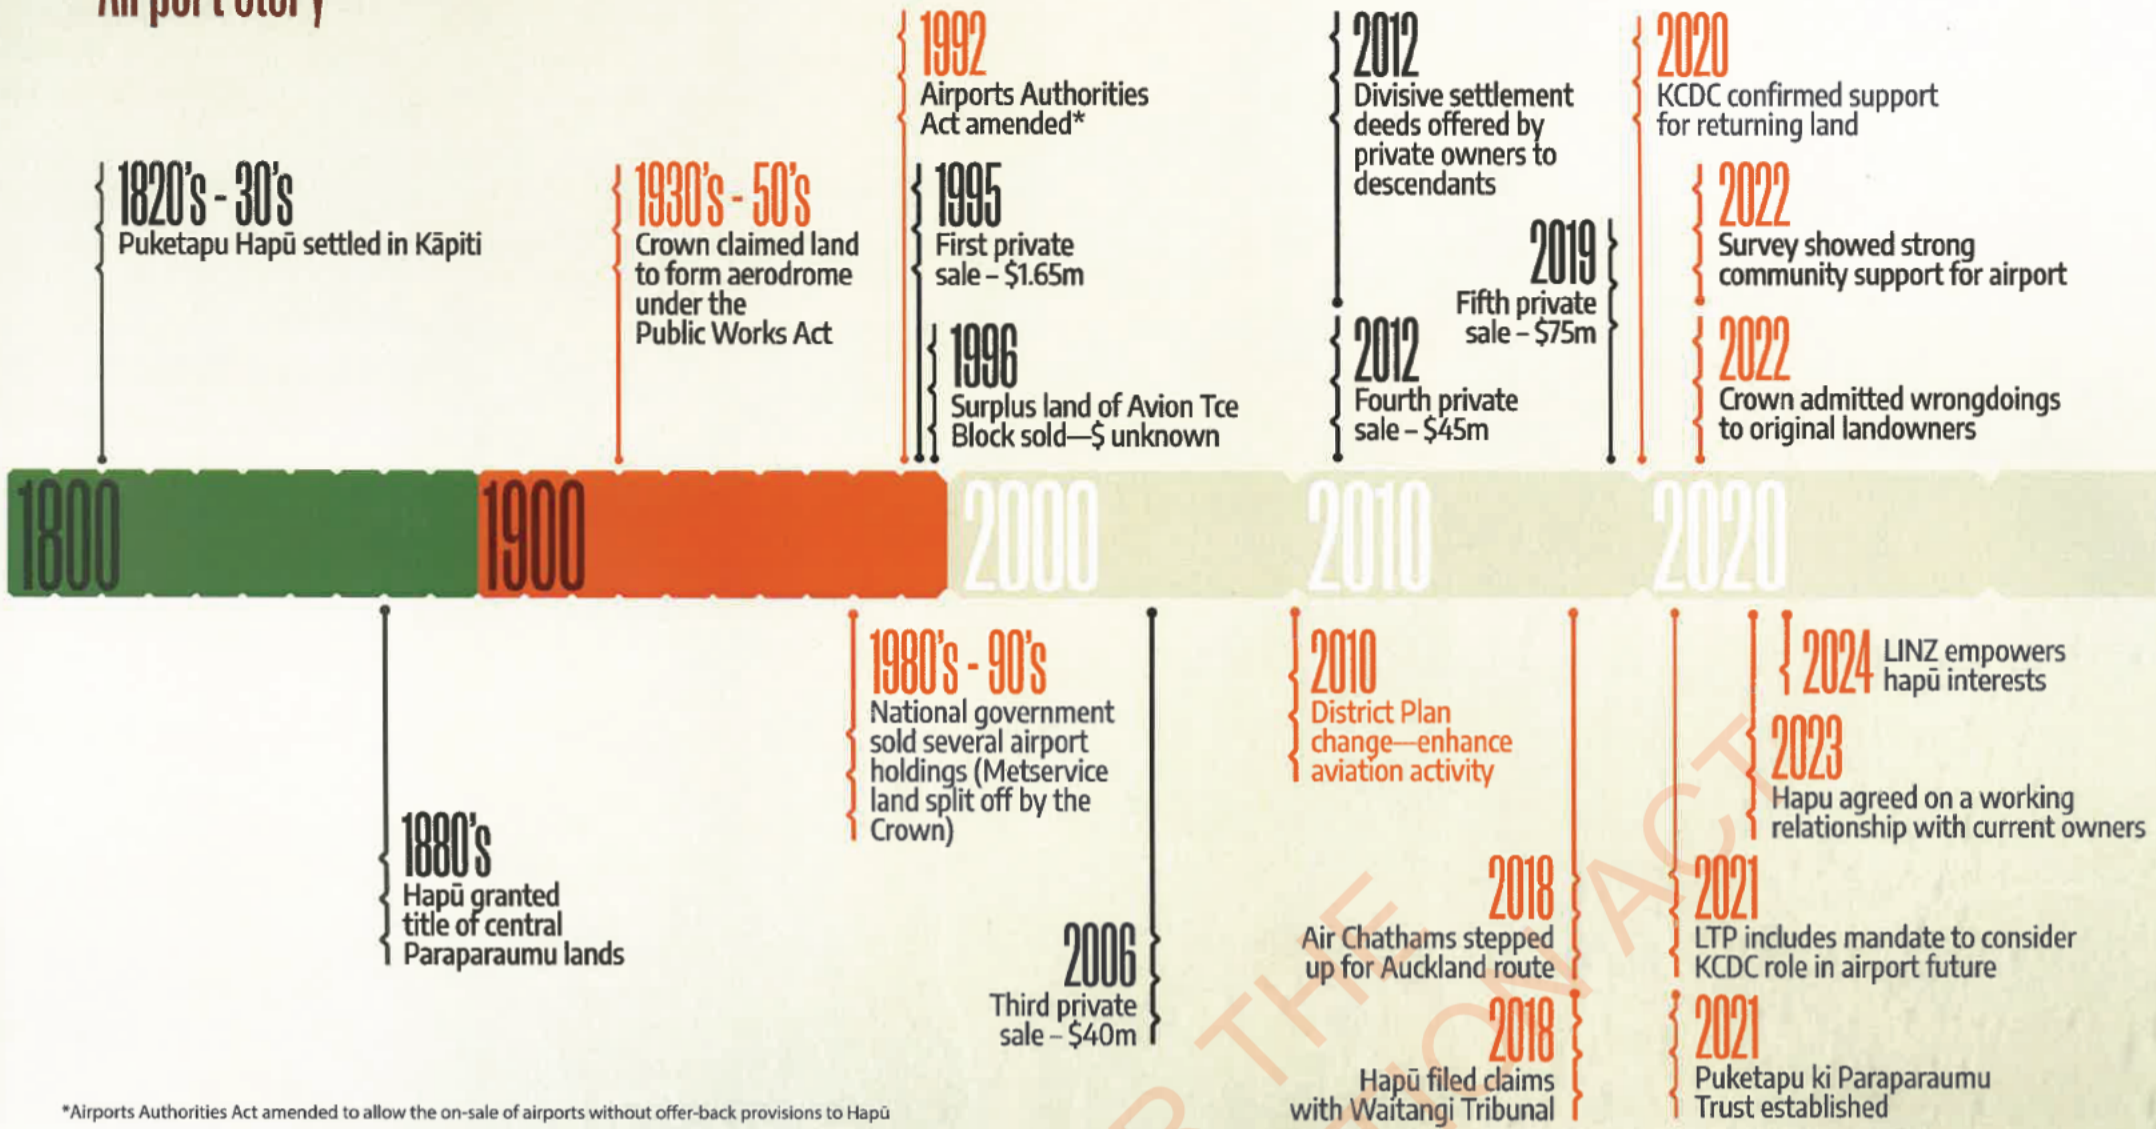 Airport Story
1992
Airports Authorities
Act amended*
2012
Divisive settlement
deeds offered by
private owners to
descendants
2020
KCDC confirmed support
for returning land
1820's - 30's
Puketapu Hapū settled in Kāpiti
1930's - 50's
Crown claimed land
to form aerodrome
under the
Public Works Act
1995
First private
sale – $1.65m
2019
Fifth private
sale – $75m
2022
Survey showed strong
community support for airport
1996
Surplus land of Avion Tce
Block sold—$ unknown
2012
Fourth private
sale – $45m
2022
Crown admitted wrongdoings
to original landowners
1800
1900
2000
2010
2020
1880's
Hapū granted
title of central
Paraparaumu lands
1980's - 90's
National government
sold several airport
holdings (Metservice
land split off by the
Crown)
2006
Third private
sale – $40m
2010
District Plan
change—enhance
aviation activity
2018
Air Chathams stepped
up for Auckland route
2018
Hapū filed claims
with Waitangi Tribunal
2024 LINZ empowers
hapū interests
2023
Hapu agreed on a working
relationship with current owners
2021
LTP includes mandate to consider
KCDC role in airport future
2021
Puketapu ki Paraparaumu
Trust established
*Airports Authorities Act amended to allow the on-sale of airports without offer-back provisions to Hapū
THE
ACT